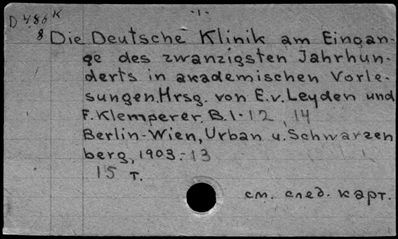 D 486 K
-1-
8 Die Deutsche Klinik am Eingan-
ge des zwanzigsten Jahrhun-
derts in akademischen Vorle-
sungen. Hrsg. von E.v. Leyden und
F. Klemperer. B.1-12, 14
Berlin-Wien, Urban u. Schwarzen
berg, 1903.-13
15 т.
см. след. карт.